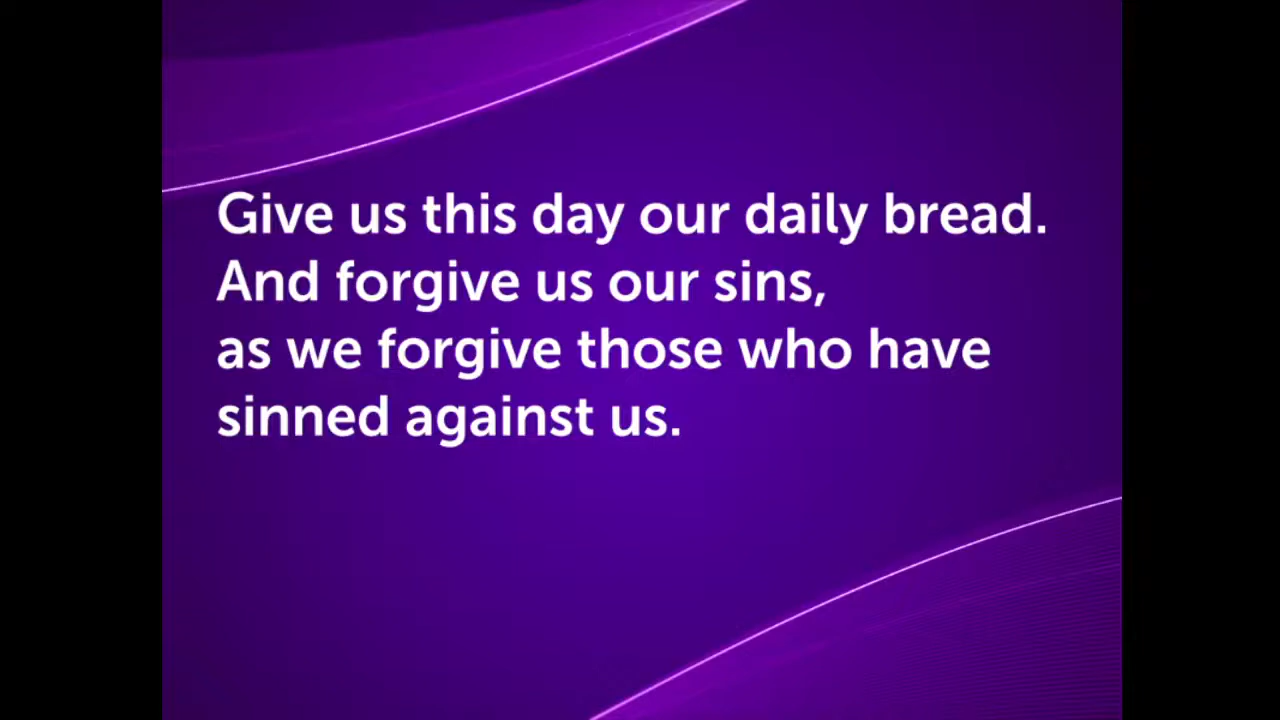 Give us this day our daily bread.
And forgive us our sins,
as we forgive those who have
sinned against us.